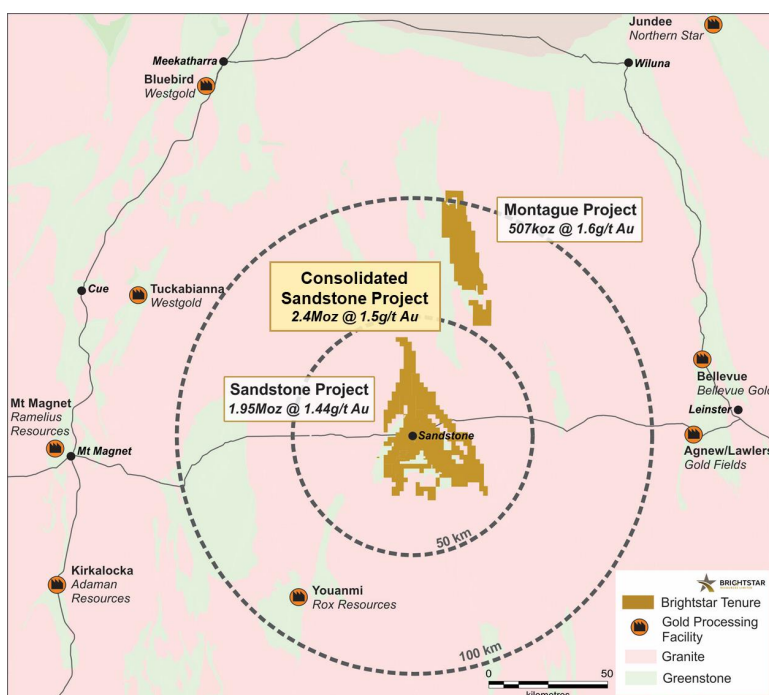 Jundee
Northern Star
Meekatharra
Wiluna
Bluebird
Westgold
Montague Project
507koz @ 1.6g/t Au
Consolidated
Sandstone Project
2.4Moz @ 1.5g/t Au
Cue
Tuckabianna
Westgold
Bellevue
Bellevue Gold
Leinster
Sandstone Project
1.95Moz @ 1.44g/t Au
Mt Magnet
Ramelius
Resources
Sandstone
Agnew/Lawlers
Gold Fields
Mt Magnet
50 km
Kirkalocka
Adaman
Resources
Youanmi
Rox Resources
100 km
BRIGHTSTAR
Brightstar Tenure
Gold Processing
Facility
Granite
Greenstone
0
50
kilometres